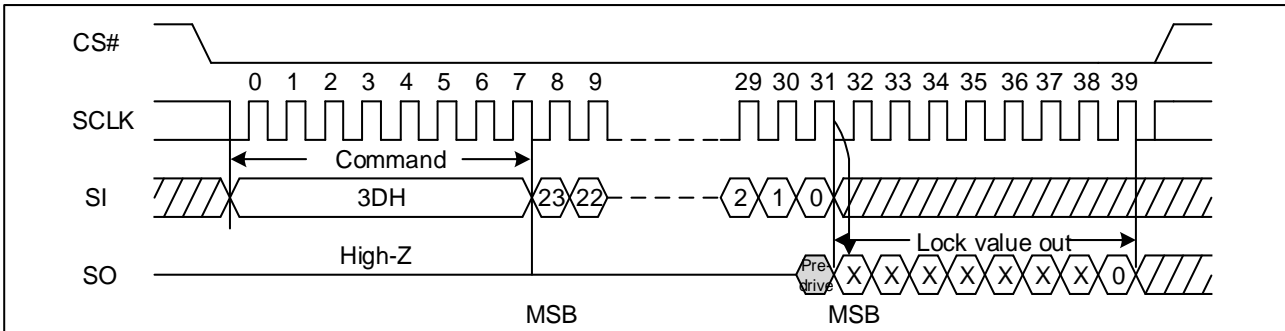 CS#
0 1 2 3 4 5 6 7 8 9 29 30 31 32 33 34 35 36 37 38 39
SCLK
Command
SI 3DH 23 22 2 1 0
Lock value out
High-Z
SO Pre-drive X X X X X X X 0
MSB MSB